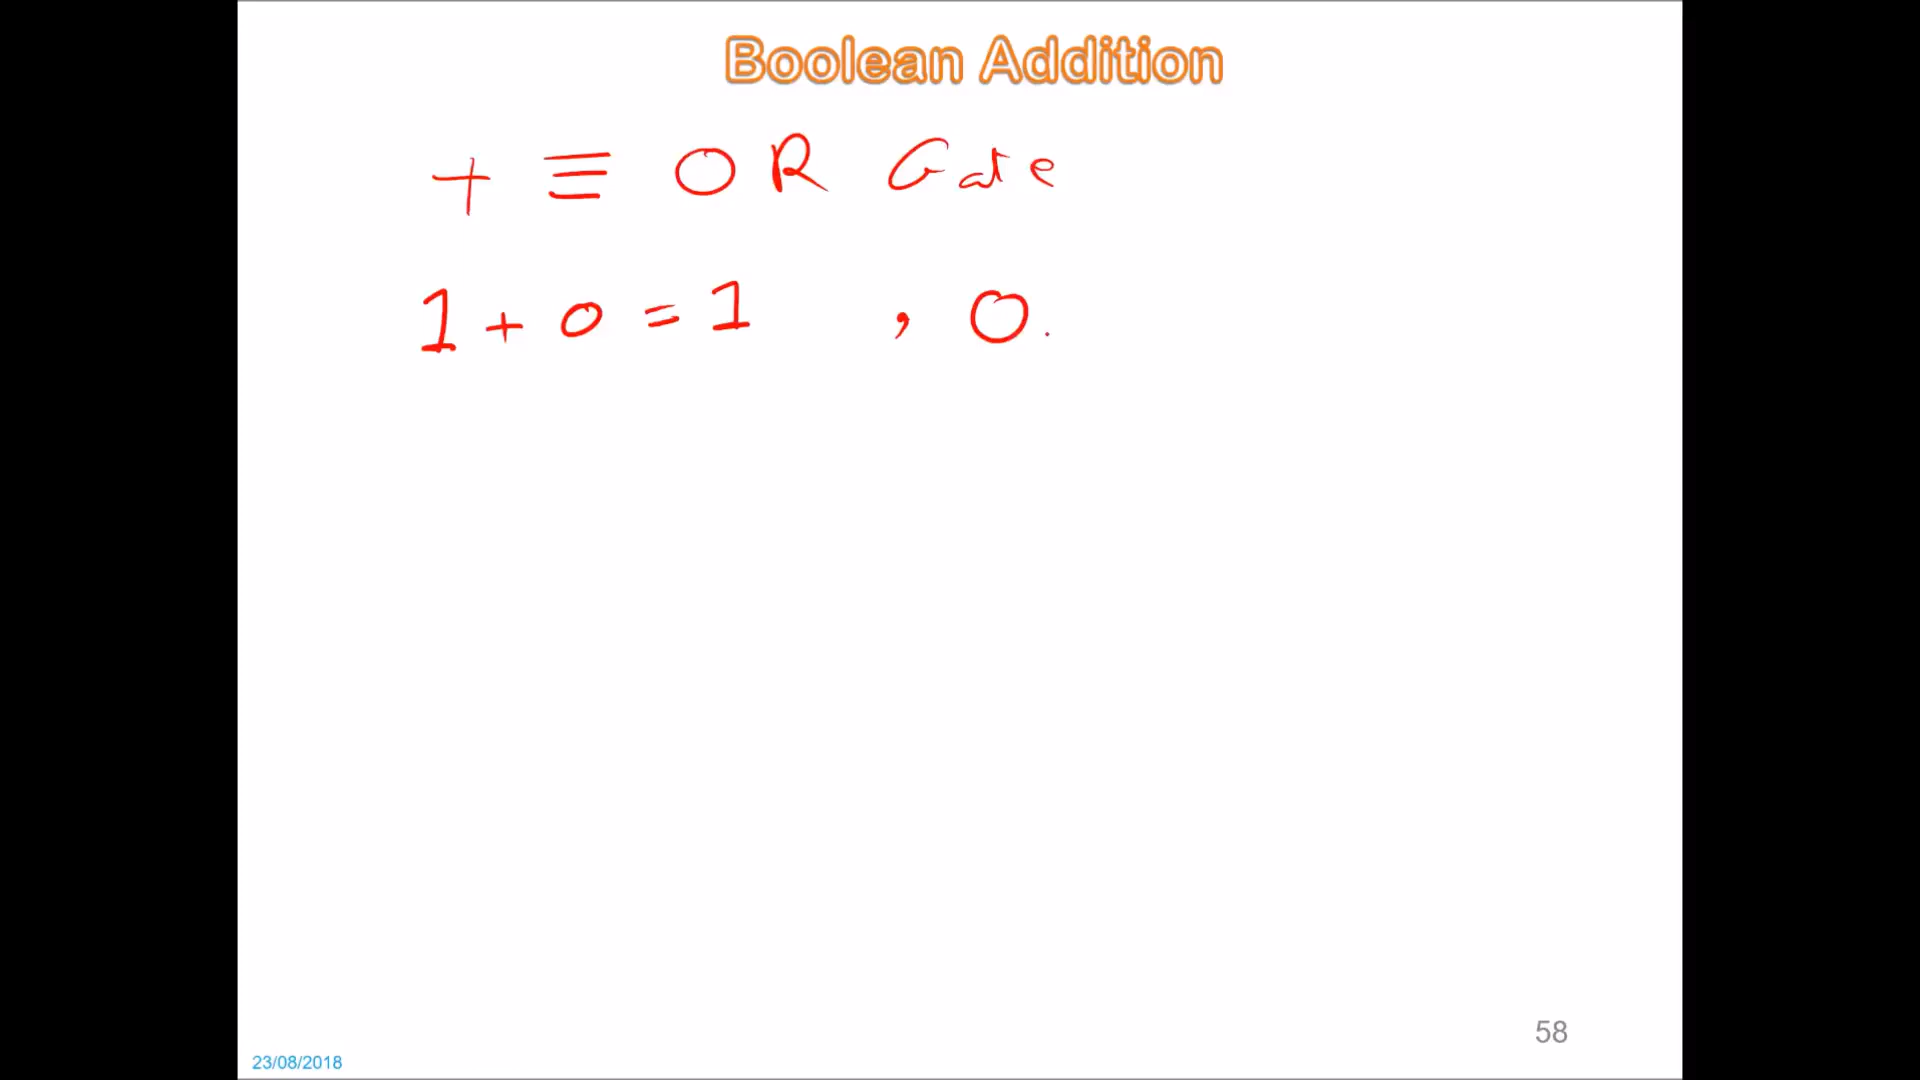 Boolean Addition
+ ≡ OR Gate
1 + 0 = 1 , 0.
58
23/08/2018